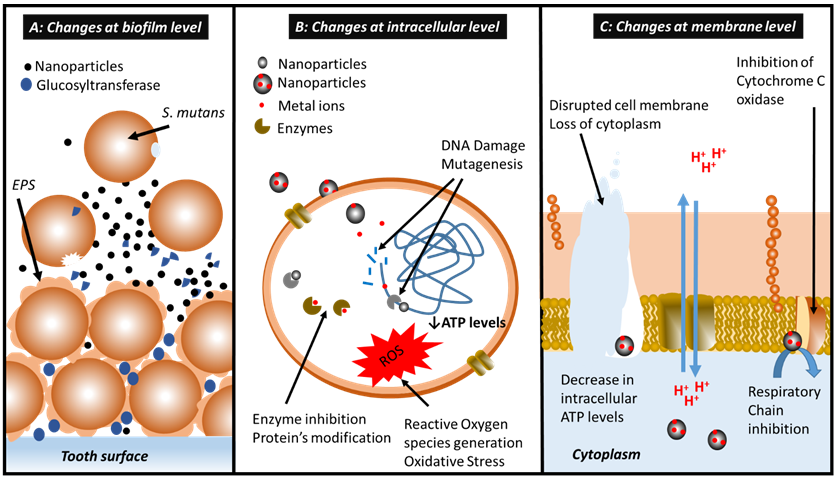 A: Changes at biofilm level
Nanoparticles
Glucosyltransferase
S. mutans
EPS
Tooth surface
B: Changes at intracellular level
Nanoparticles
Nanoparticles
Metal ions
Enzymes
DNA Damage
Mutagenesis
↓ATP levels
ROS
Enzyme inhibition
Protein's modification
Reactive Oxygen
species generation
Oxidative Stress
C: Changes at membrane level
Inhibition of
Cytochrome C
oxidase
Disrupted cell membrane
Loss of cytoplasm
H+ H+
H+
Decrease in
intracellular
ATP levels
H+ H+
H+
Respiratory
Chain
inhibition
Cytoplasm